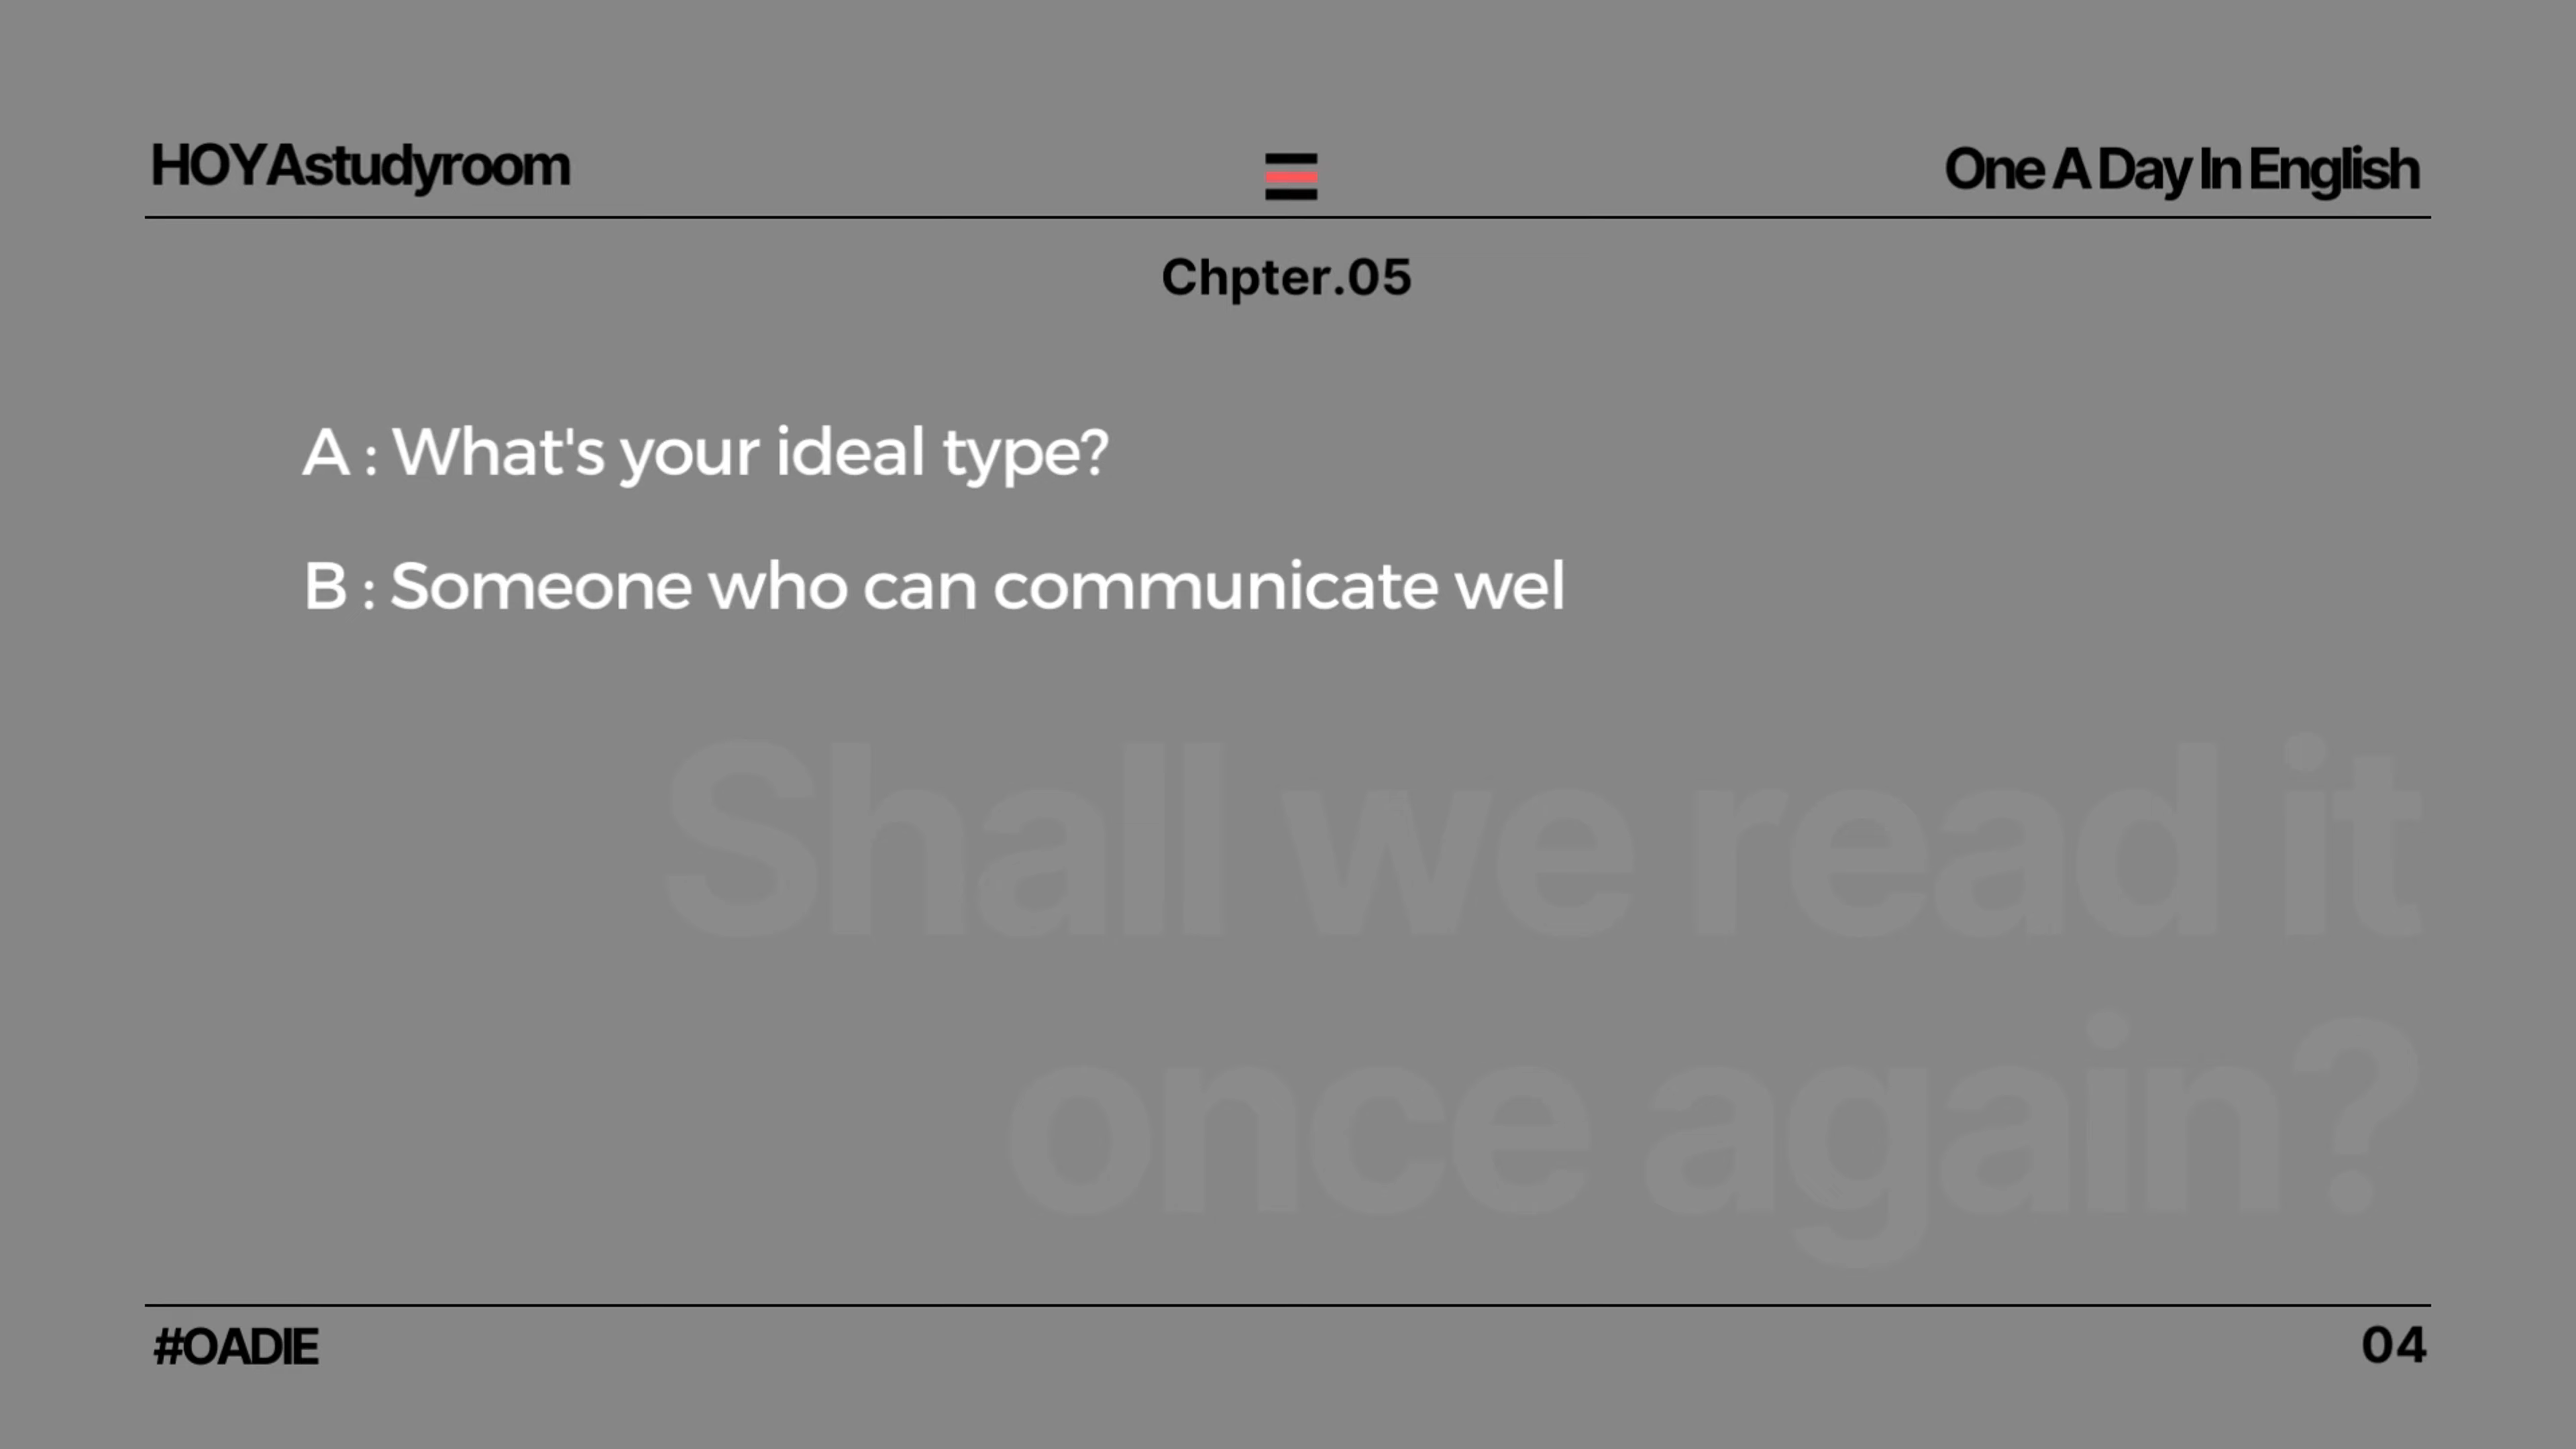 HOYAstudyroom
One A Day In English
Chpter.05
A : What's your ideal type?
B : Someone who can communicate wel
Shall we read it
once again?
#OADIE
04